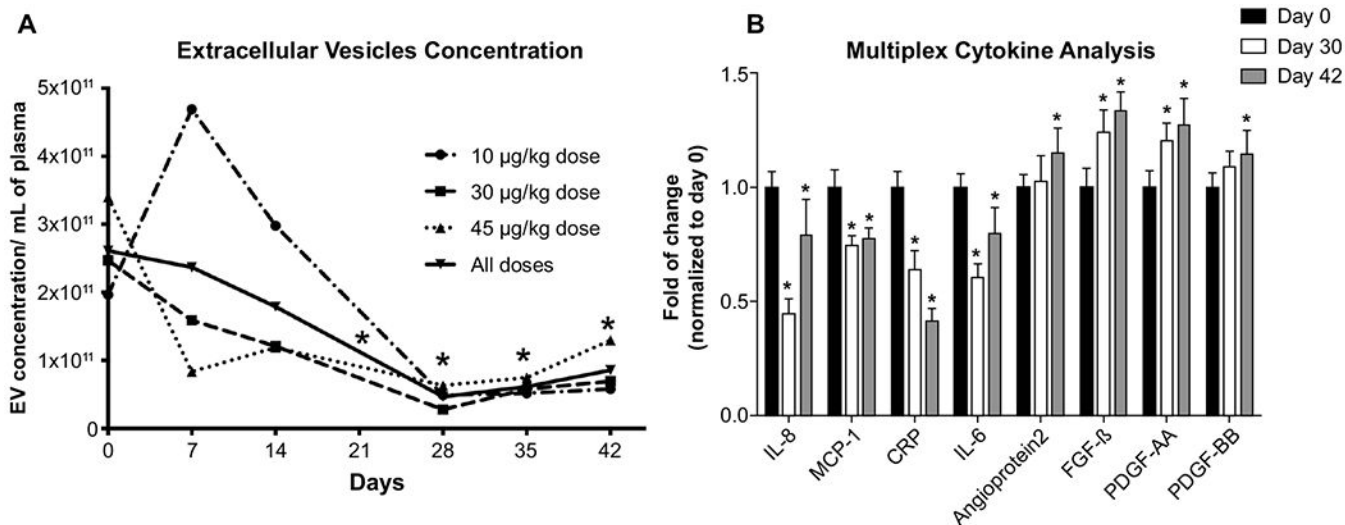 A
Extracellular Vesicles Concentration
EV concentration/ mL of plasma
5x10¹¹
4x10¹¹
3x10¹¹
2x10¹¹
1x10¹¹
0
10 µg/kg dose
30 µg/kg dose
45 µg/kg dose
All doses
* * * *
0 7 14 21 28 35 42
Days
B
Multiplex Cytokine Analysis
Day 0
Day 30
Day 42
Fold of change
(normalized to day 0)
1.5
1.0
0.5
0.0
* * * * * * * * * * * * * *
IL-8
MCP-1
CRP
IL-6
Angioprotein2
FGF-ß
PDGF-AA
PDGF-BB